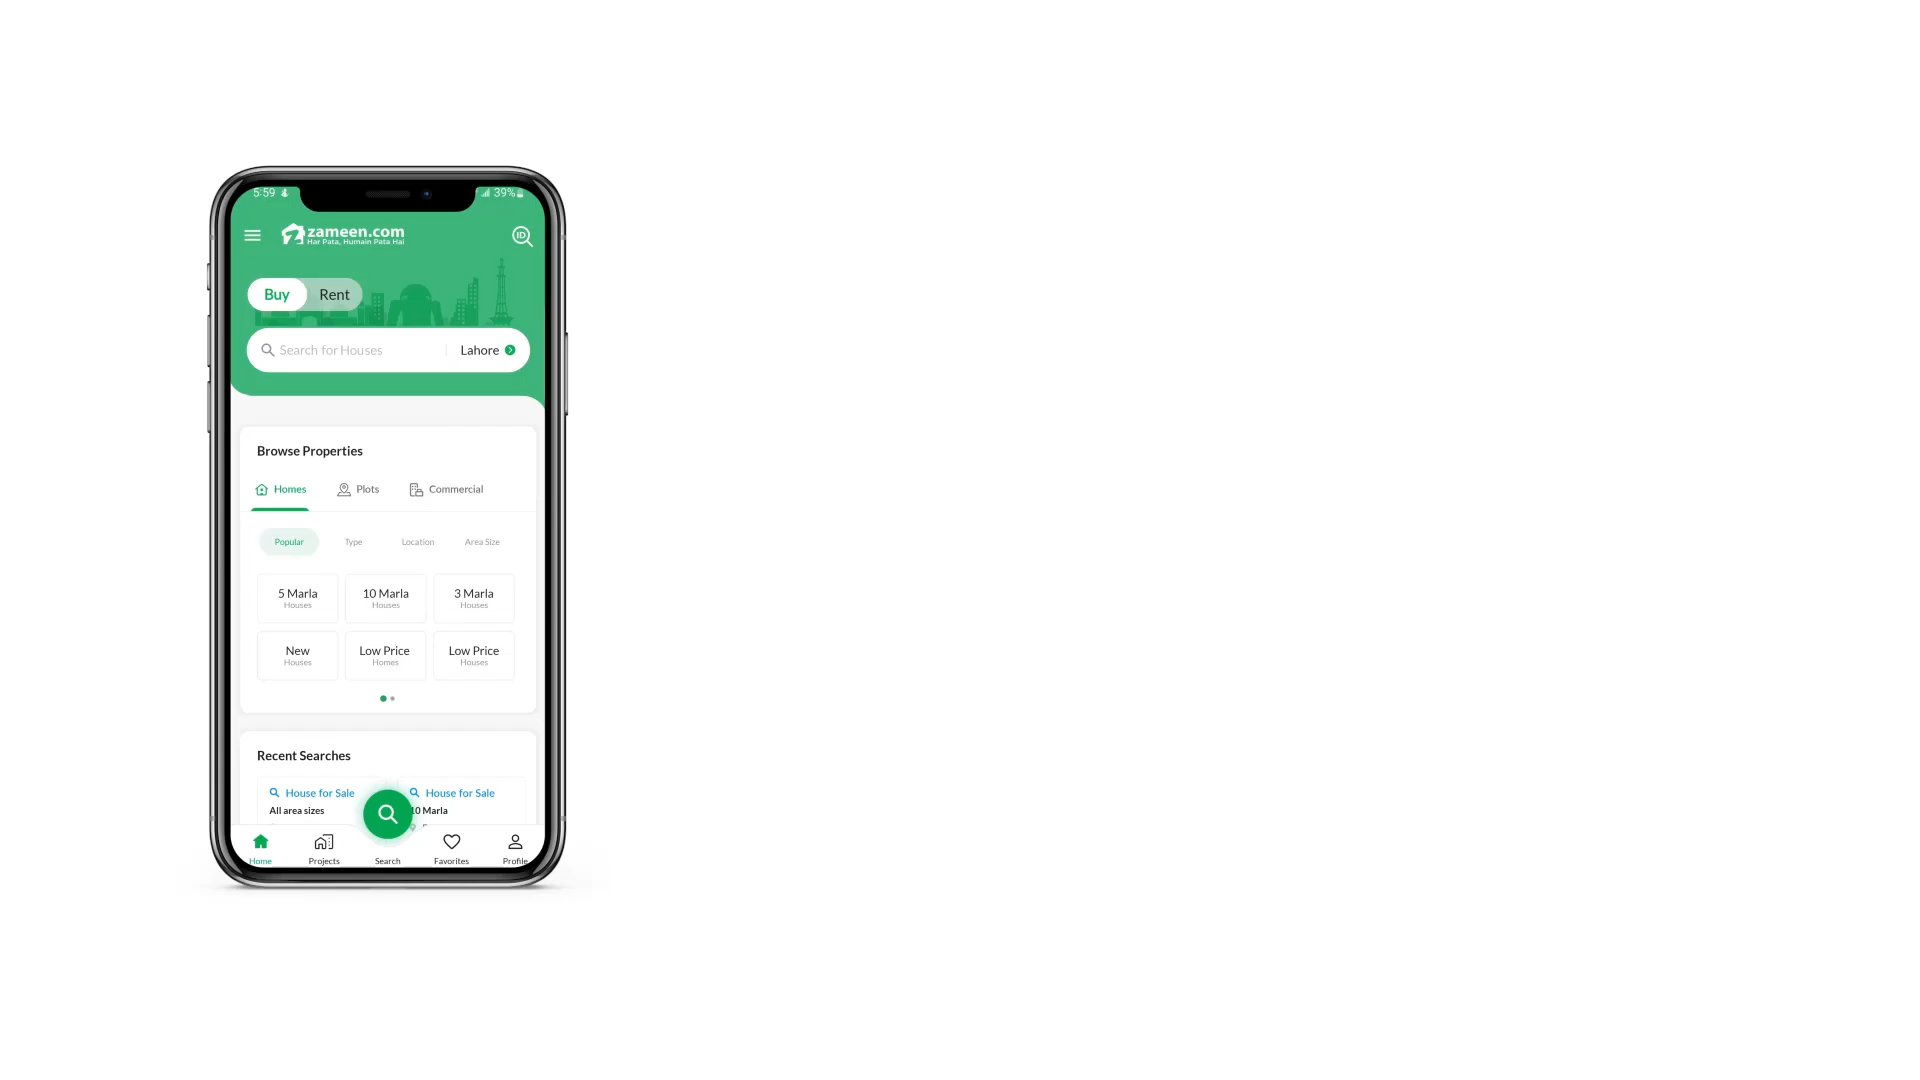 5:59
39%
zameen.com
Har Pata, Humain Pata Hai
ID
Buy Rent
Search for Houses Lahore
Browse Properties
Homes Plots Commercial
Popular Type Location Area Size
5 Marla 10 Marla 3 Marla
Houses Houses Houses
New Low Price Low Price
Houses Homes Houses
Recent Searches
House for Sale House for Sale
All area sizes 10 Marla
Home Projects Search Favorites Profile